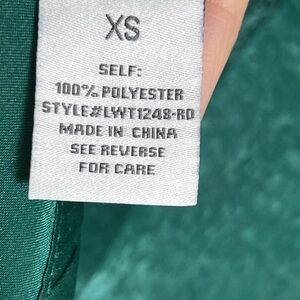 XS
SELF:
100% POLYESTER
STYLE#LWT1248-RD
MADE IN CHINA
SEE REVERSE
FOR CARE